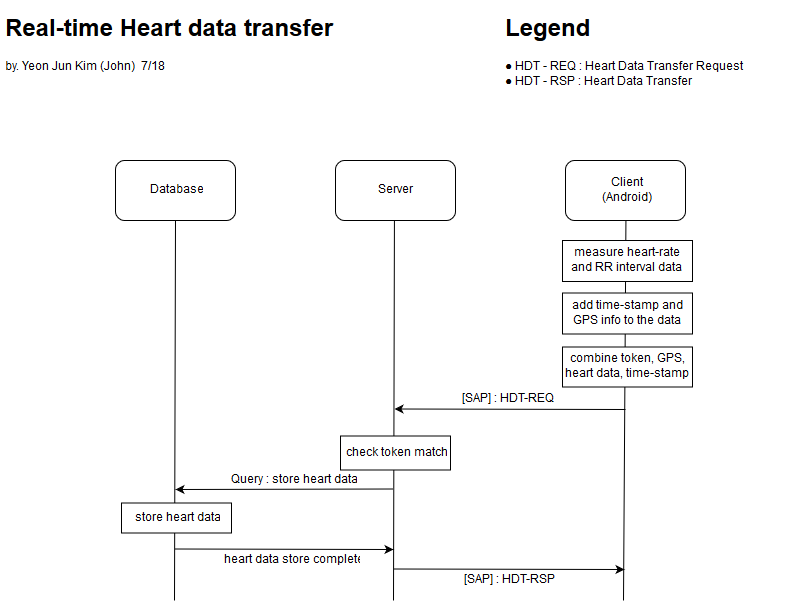 Real-time Heart data transfer
Legend
by. Yeon Jun Kim (John) 7/18
● HDT - REQ : Heart Data Transfer Request
● HDT - RSP : Heart Data Transfer
Database
Server
Client
(Android)
measure heart-rate
and RR interval data
add time-stamp and
GPS info to the data
combine token, GPS,
heart data, time-stamp
[SAP] : HDT-REQ
check token match
Query : store heart data
store heart data
heart data store complete
[SAP] : HDT-RSP